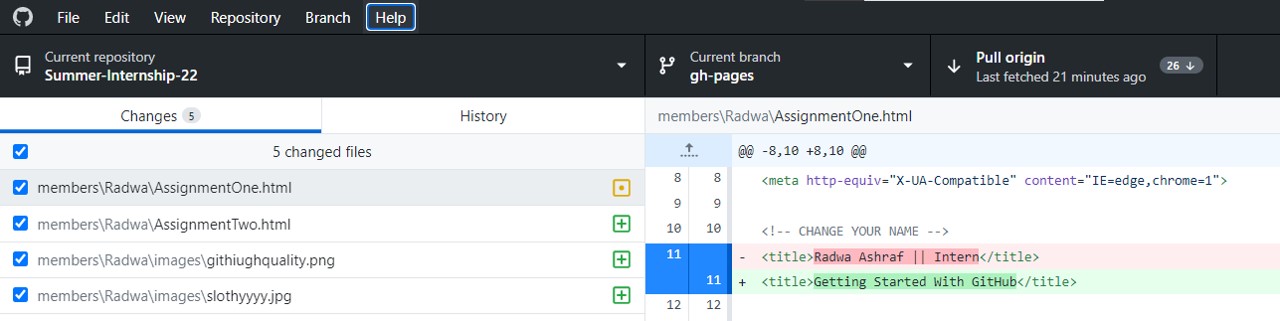 File Edit View Repository Branch Help
Current repository
Summer-Internship-22
Current branch
gh-pages
Pull origin
Last fetched 21 minutes ago
26
Changes 5
History
members\Radwa\AssignmentOne.html
5 changed files
members\Radwa\AssignmentOne.html
members\Radwa\AssignmentTwo.html
members\Radwa\images\githiughquality.png
members\Radwa\images\slothyyyy.jpg
@@ -8,10 +8,10 @@
8 8 <meta http-equiv="X-UA-Compatible" content="IE=edge,chrome=1">
9 9
10 10 <!-- CHANGE YOUR NAME -->
11 - <title>Radwa Ashraf || Intern</title>
11 + <title>Getting Started With GitHub</title>
12 12